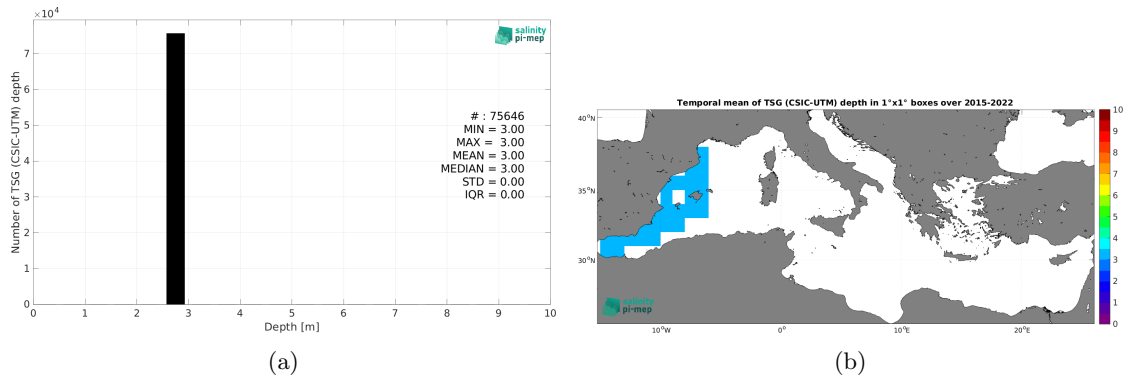 ×10⁴
salinity
pi-mep
Number of TSG (CSIC-UTM) depth
7
6
5
4
3
2
1
0
# : 75646
MIN = 3.00
MAX = 3.00
MEAN = 3.00
MEDIAN = 3.00
STD = 0.00
IQR = 0.00
0 1 2 3 4 5 6 7 8 9 10
Depth [m]
(a)
Temporal mean of TSG (CSIC-UTM) depth in 1°x1° boxes over 2015-2022
40°N
35°N
30°N
10°W 0° 10°E 20°E
salinity
pi-mep
10
9
8
7
6
5
4
3
2
1
0
(b)